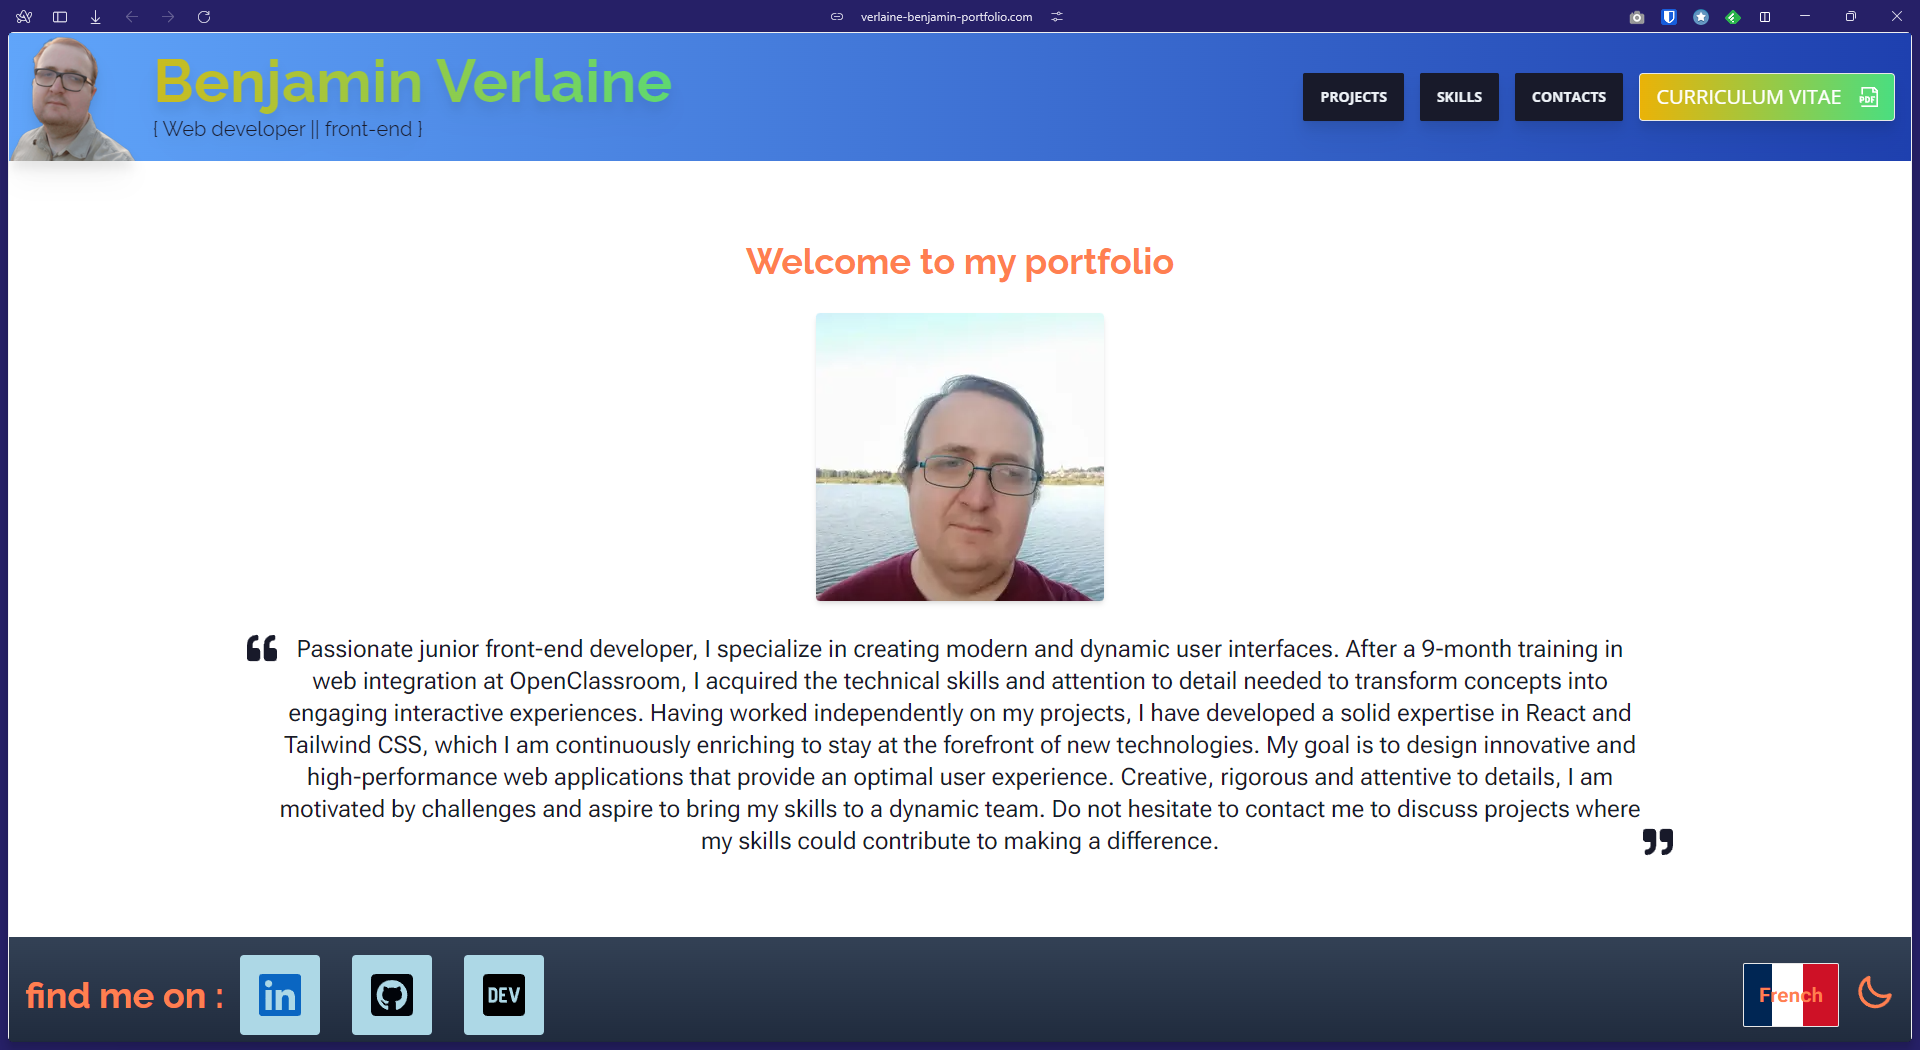 verlaine-benjamin-portfolio.com
Benjamin Verlaine
{ Web developer || front-end }
PROJECTS
SKILLS
CONTACTS
CURRICULUM VITAE
PDF
Welcome to my portfolio
Passionate junior front-end developer, I specialize in creating modern and dynamic user interfaces. After a 9-month training in
web integration at OpenClassroom, I acquired the technical skills and attention to detail needed to transform concepts into
engaging interactive experiences. Having worked independently on my projects, I have developed a solid expertise in React and
Tailwind CSS, which I am continuously enriching to stay at the forefront of new technologies. My goal is to design innovative and
high-performance web applications that provide an optimal user experience. Creative, rigorous and attentive to details, I am
motivated by challenges and aspire to bring my skills to a dynamic team. Do not hesitate to contact me to discuss projects where
my skills could contribute to making a difference.
find me on :
in
DEV
French